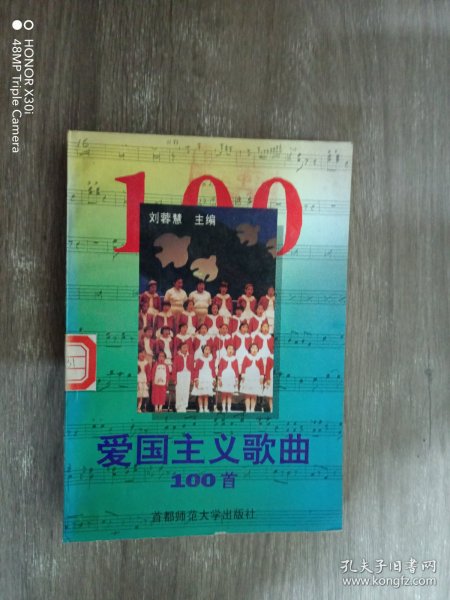 HONOR X30i
48MP Triple Camera
16
100
刘蓉慧 主编
爱国主义歌曲
100首
首都师范大学出版社
孔夫子旧书网
www.kongfz.com